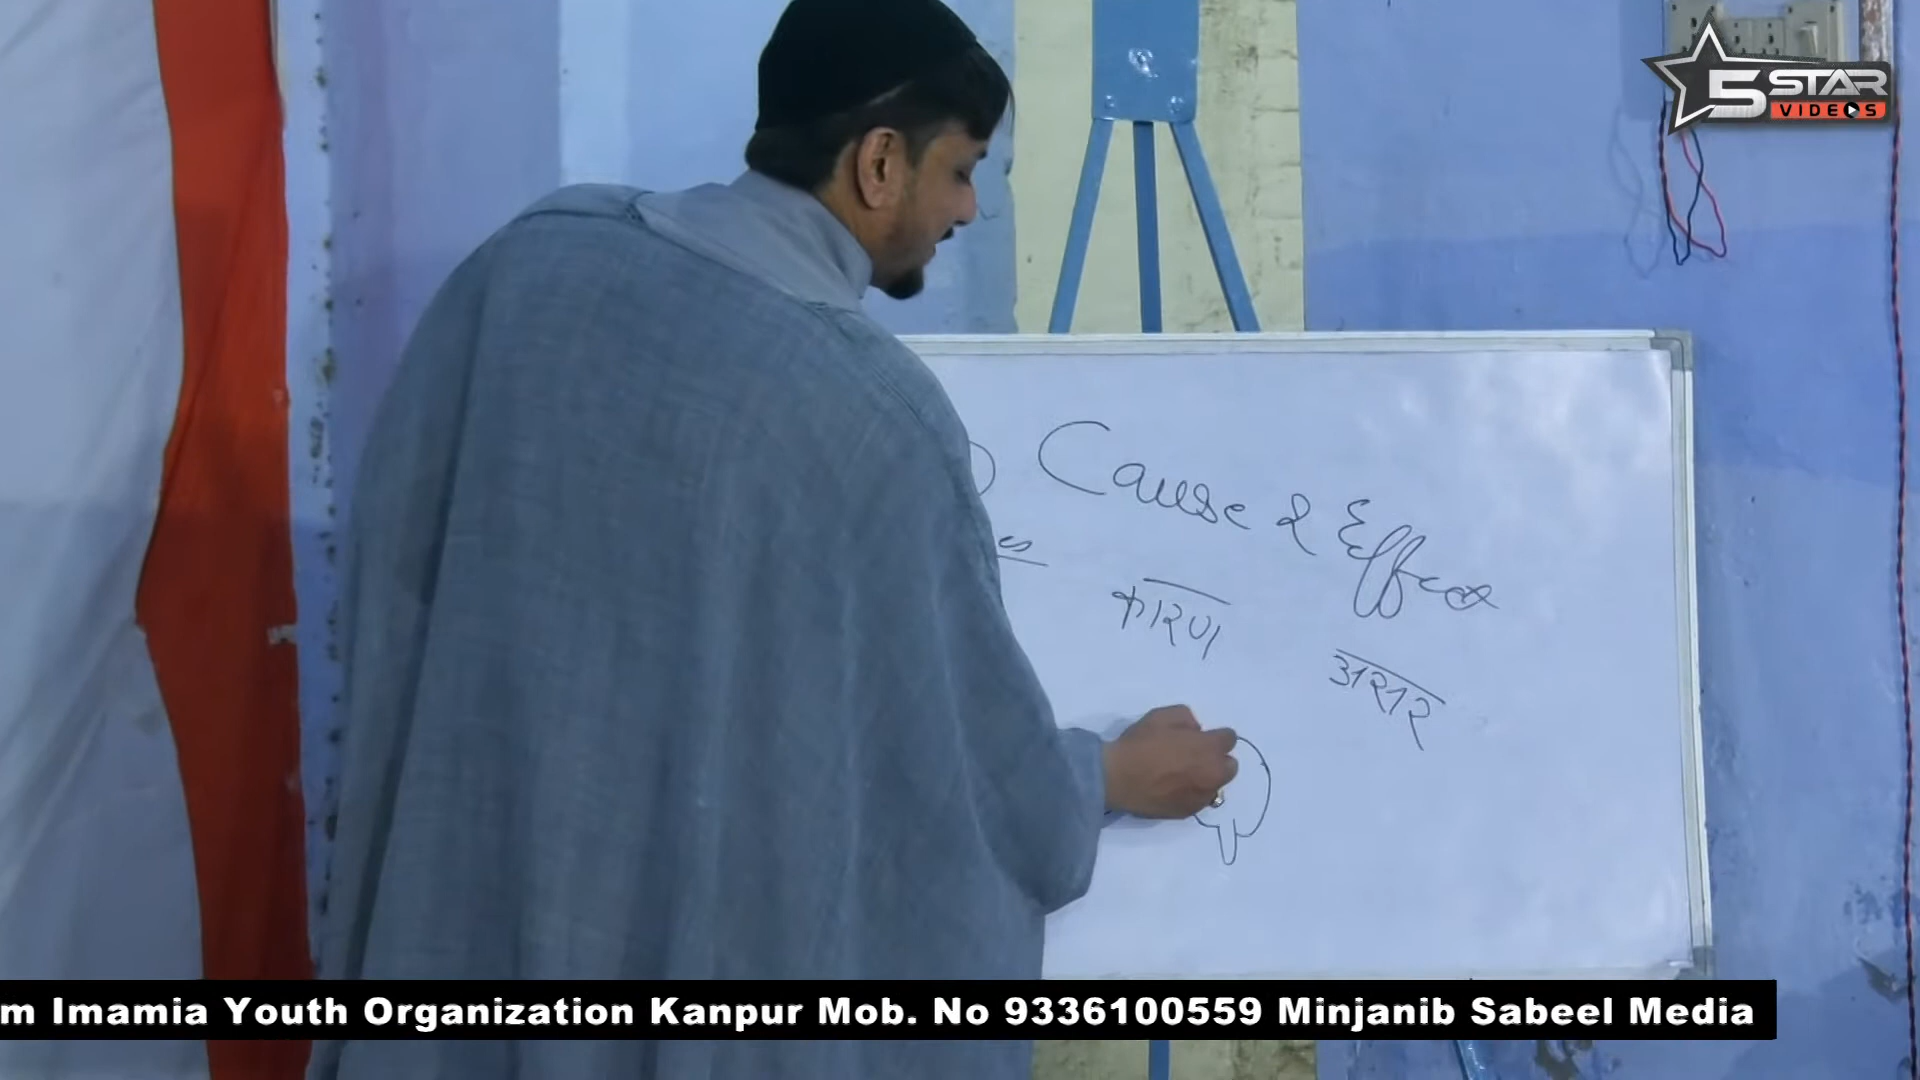 5 STAR
VIDEOS
Cause & Effect
कारण
असर
m Imamia Youth Organization Kanpur Mob. No 9336100559 Minjanib Sabeel Media